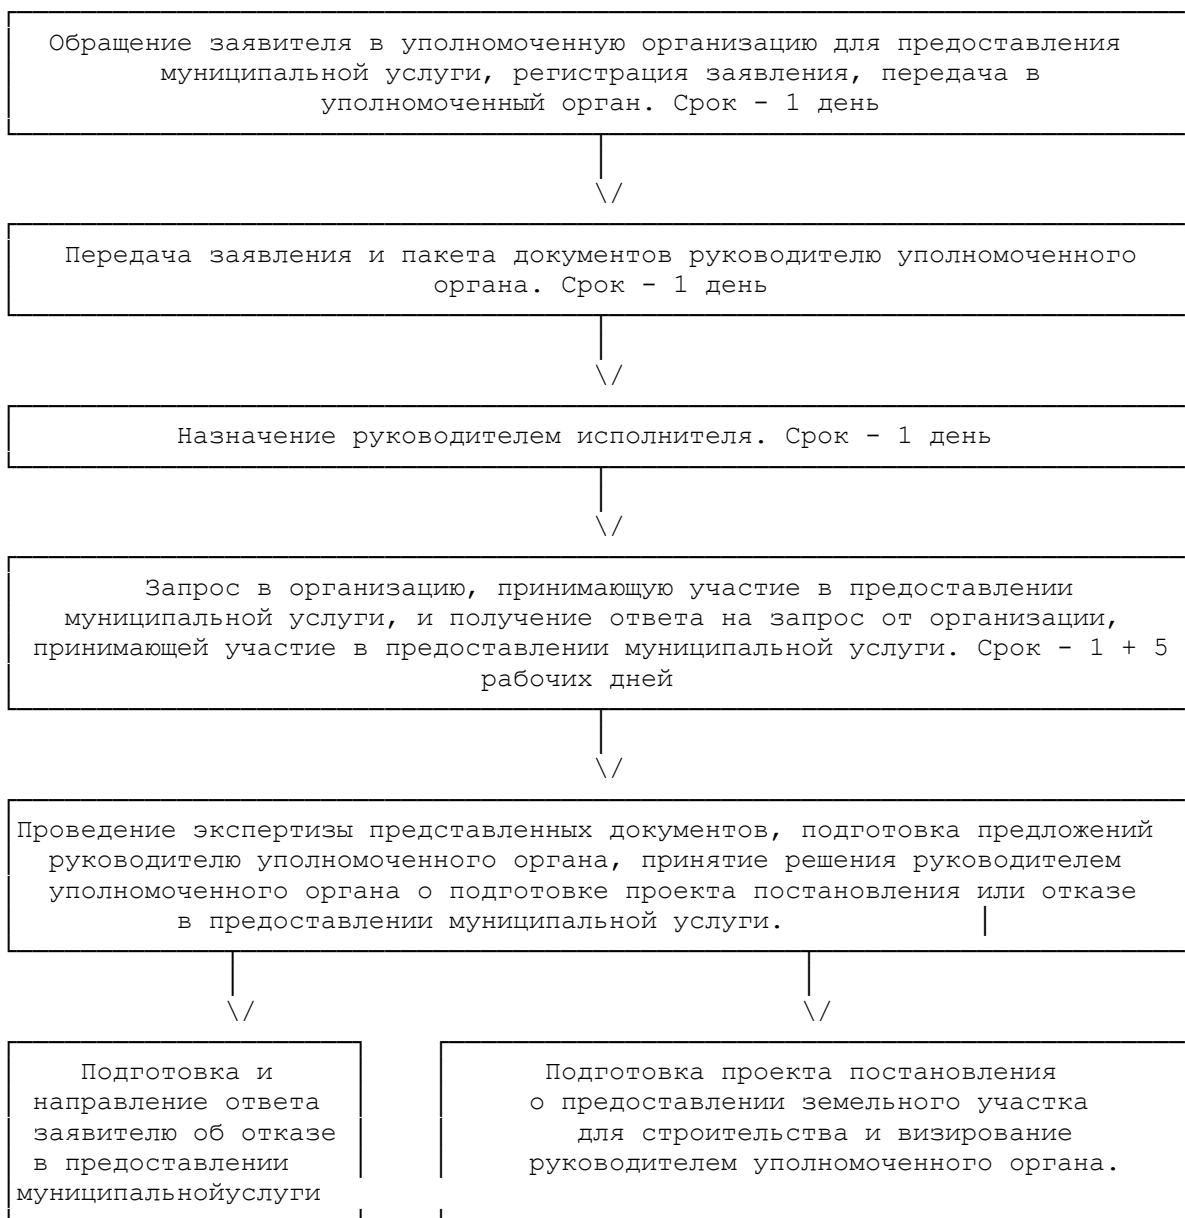 Обращение заявителя в уполномоченную организацию для предоставления
муниципальной услуги, регистрация заявления, передача в
уполномоченный орган. Срок - 1 день
Передача заявления и пакета документов руководителю уполномоченного
органа. Срок - 1 день
Назначение руководителем исполнителя. Срок - 1 день
Запрос в организацию, принимающую участие в предоставлении
муниципальной услуги, и получение ответа на запрос от организации,
принимающей участие в предоставлении муниципальной услуги. Срок - 1 + 5
рабочих дней
Проведение экспертизы представленных документов, подготовка предложений
руководителю уполномоченного органа, принятие решения руководителем
уполномоченного органа о подготовке проекта постановления или отказе
в предоставлении муниципальной услуги.
Подготовка и
направление ответа
заявителю об отказе
в предоставлении
муниципальнойуслуги
Подготовка проекта постановления
о предоставлении земельного участка
для строительства и визирование
руководителем уполномоченного органа.